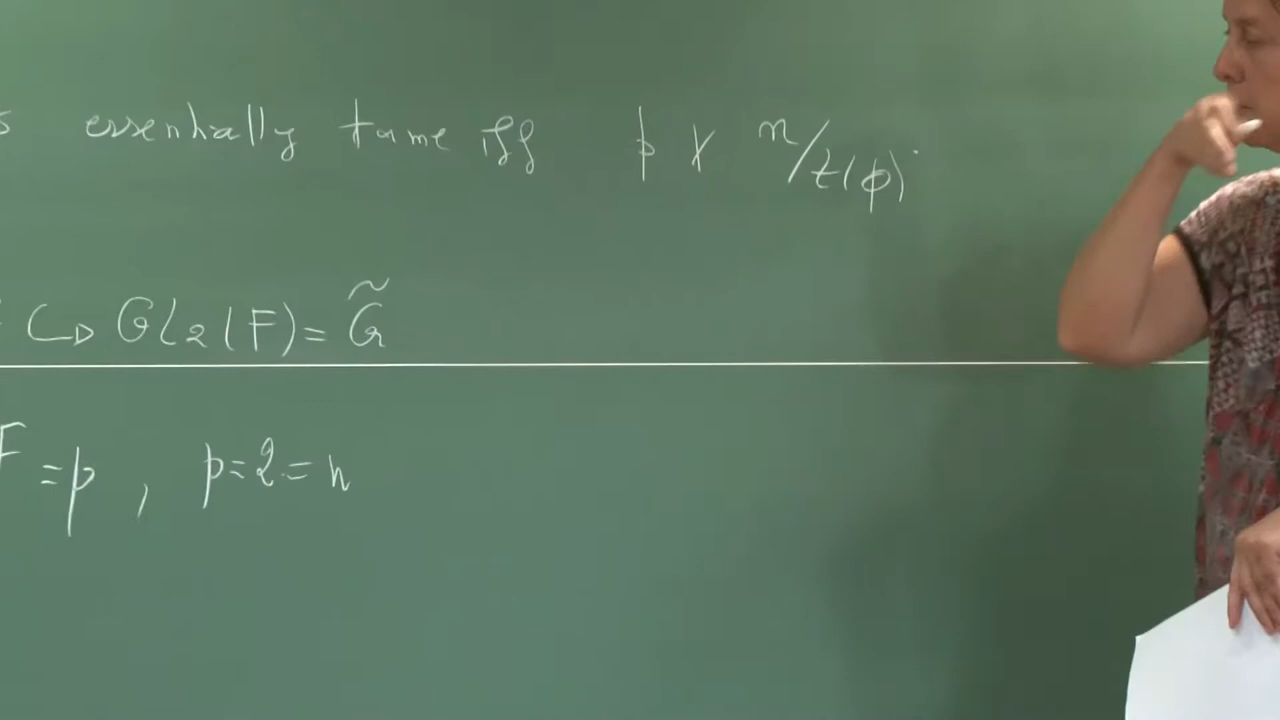 s essentially tame iff p ∤ n/t(φ).
↪ GL₂(F) = G̃
F = p, p = 2 = n